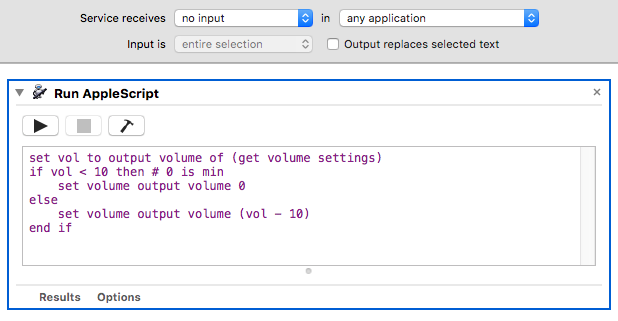 Service receives no input in any application
Input is entire selection Output replaces selected text
Run AppleScript
set vol to output volume of (get volume settings)
if vol < 10 then # 0 is min
    set volume output volume 0
else
    set volume output volume (vol - 10)
end if
Results Options